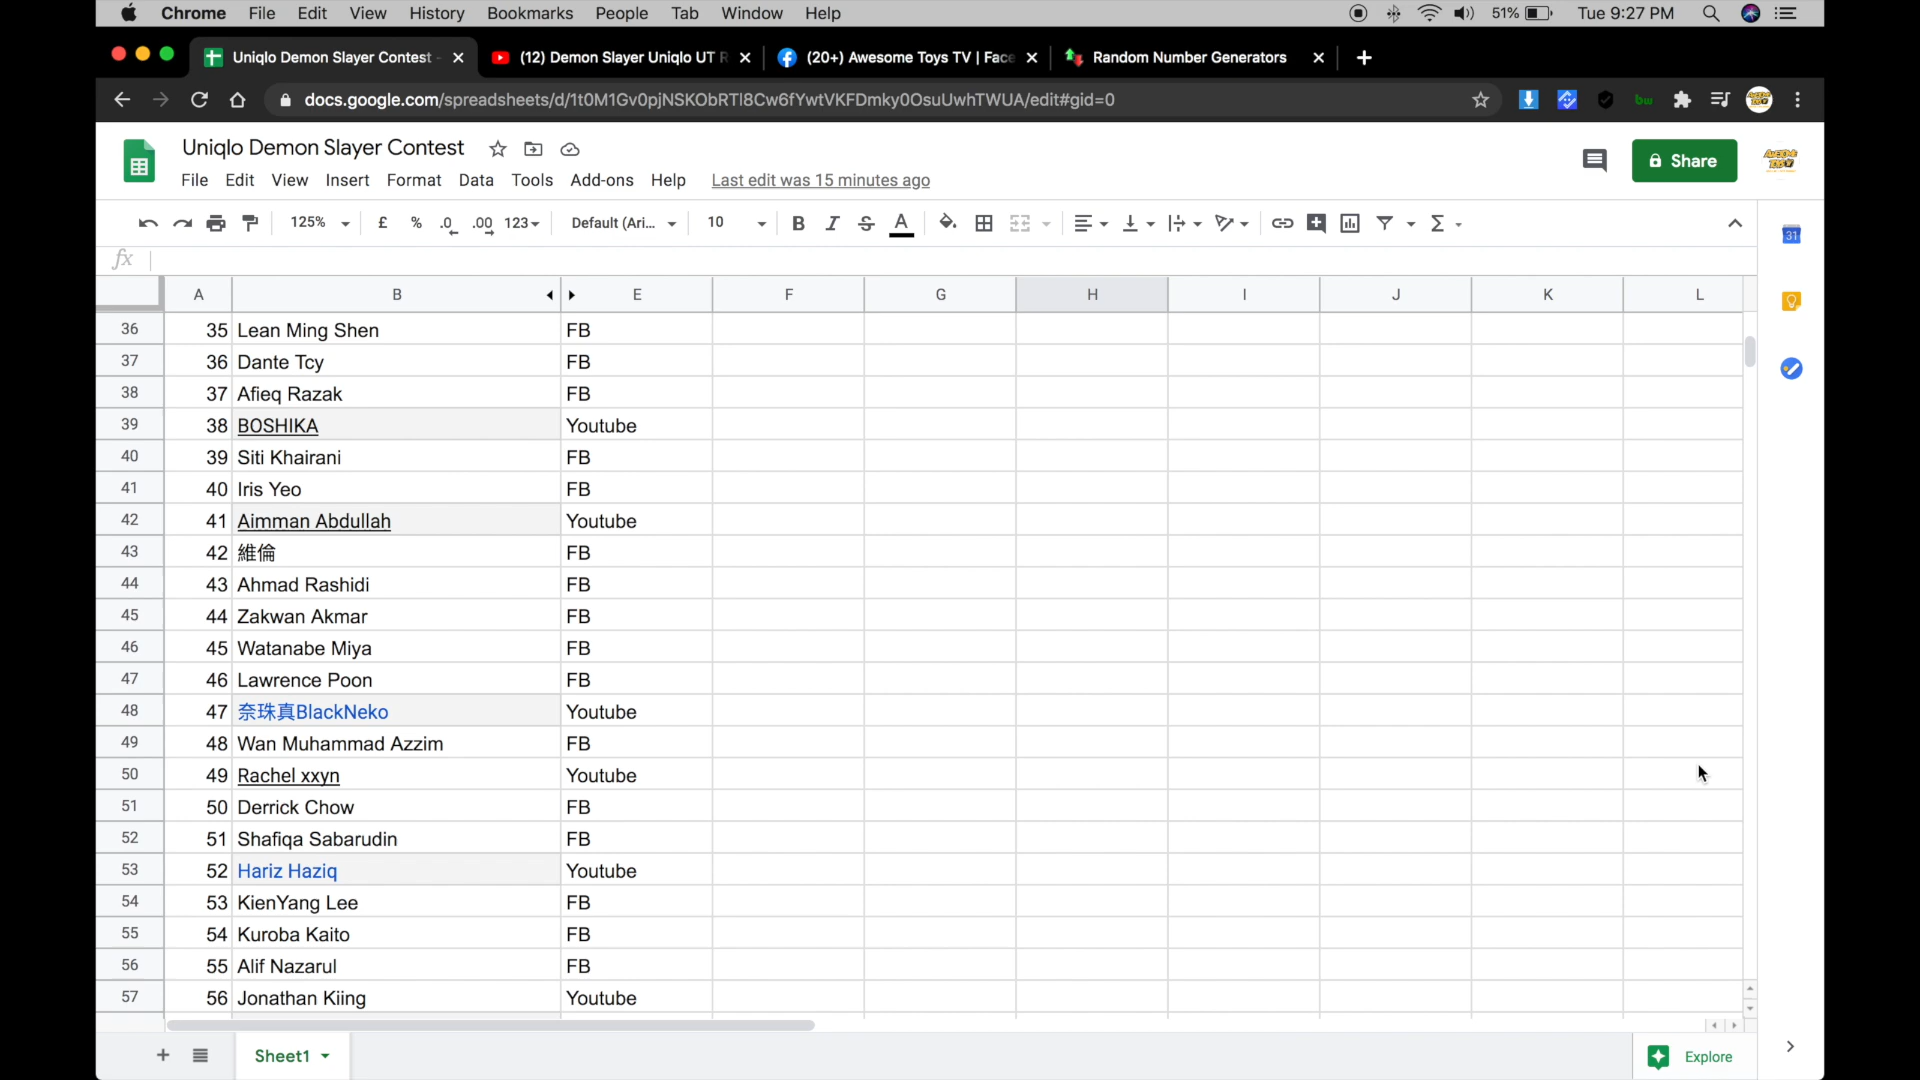 Chrome File Edit View History Bookmarks People Tab Window Help 51% Tue 9:27 PM
Uniqlo Demon Slayer Contest - (12) Demon Slayer Uniqlo UT R (20+) Awesome Toys TV | Face Random Number Generators
docs.google.com/spreadsheets/d/1t0M1Gv0pjNSKObRTl8Cw6fYwtVKFDmky0OsuUwhTWUA/edit#gid=0 bw
Uniqlo Demon Slayer Contest
Share
File Edit View Insert Format Data Tools Add-ons Help Last edit was 15 minutes ago
125% £ % .0 .00 123 Default (Ari... 10 B I S A Σ
31
fx
A B E F G H I J K L
36 35 Lean Ming Shen FB
37 36 Dante Tcy FB
38 37 Afieq Razak FB
39 38 BOSHIKA Youtube
40 39 Siti Khairani FB
41 40 Iris Yeo FB
42 41 Aimman Abdullah Youtube
43 42 維倫 FB
44 43 Ahmad Rashidi FB
45 44 Zakwan Akmar FB
46 45 Watanabe Miya FB
47 46 Lawrence Poon FB
48 47 奈珠真BlackNeko Youtube
49 48 Wan Muhammad Azzim FB
50 49 Rachel xxyn Youtube
51 50 Derrick Chow FB
52 51 Shafiqa Sabarudin FB
53 52 Hariz Haziq Youtube
54 53 KienYang Lee FB
55 54 Kuroba Kaito FB
56 55 Alif Nazarul FB
57 56 Jonathan Kiing Youtube
Sheet1 Explore